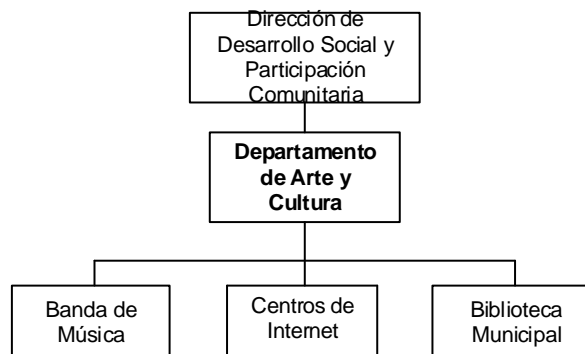 Dirección de
Desarrollo Social y
Participación
Comunitaria
Departamento
de Arte y
Cultura
Banda de
Música
Centros de
Internet
Biblioteca
Municipal